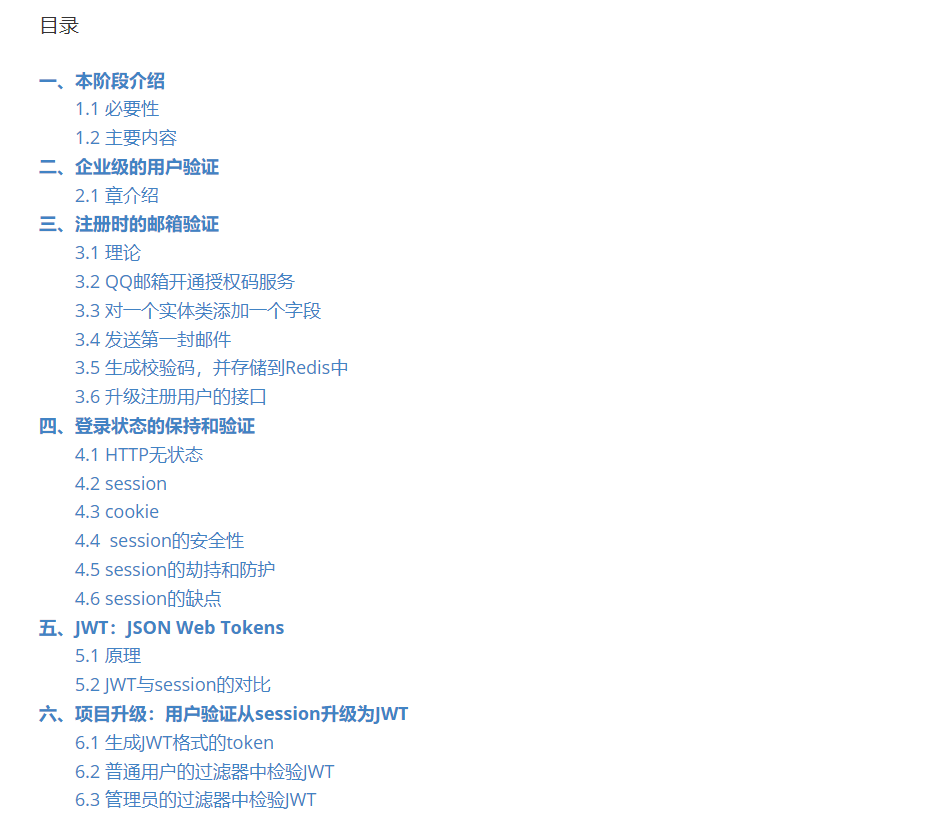 目录
一、本阶段介绍
1.1 必要性
1.2 主要内容
二、企业级的用户验证
2.1 章介绍
三、注册时的邮箱验证
3.1 理论
3.2 QQ邮箱开通授权码服务
3.3 对一个实体类添加一个字段
3.4 发送第一封邮件
3.5 生成校验码，并存储到Redis中
3.6 升级注册用户的接口
四、登录状态的保持和验证
4.1 HTTP无状态
4.2 session
4.3 cookie
4.4  session的安全性
4.5 session的劫持和防护
4.6 session的缺点
五、JWT：JSON Web Tokens
5.1 原理
5.2 JWT与session的对比
六、项目升级：用户验证从session升级为JWT
6.1 生成JWT格式的token
6.2 普通用户的过滤器中检验JWT
6.3 管理员的过滤器中检验JWT